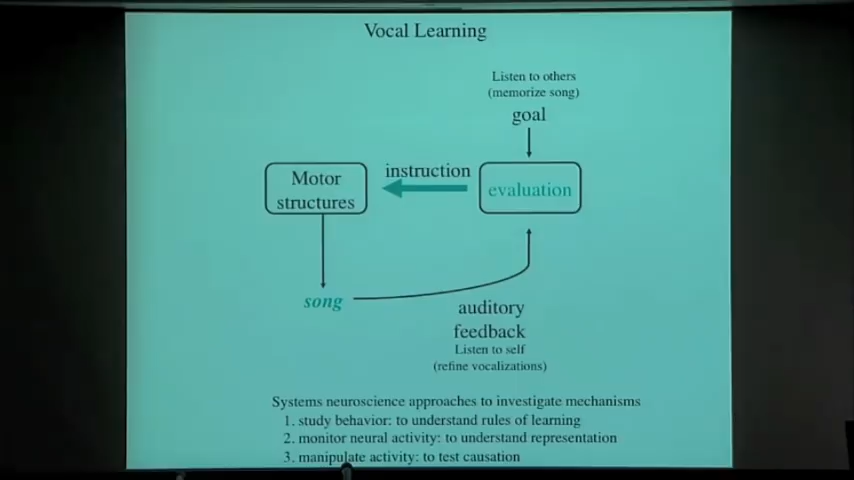 Vocal Learning
Listen to others
(memorize song)
goal
instruction
Motor
structures
evaluation
song
auditory
feedback
Listen to self
(refine vocalizations)
Systems neuroscience approaches to investigate mechanisms
1. study behavior: to understand rules of learning
2. monitor neural activity: to understand representation
3. manipulate activity: to test causation